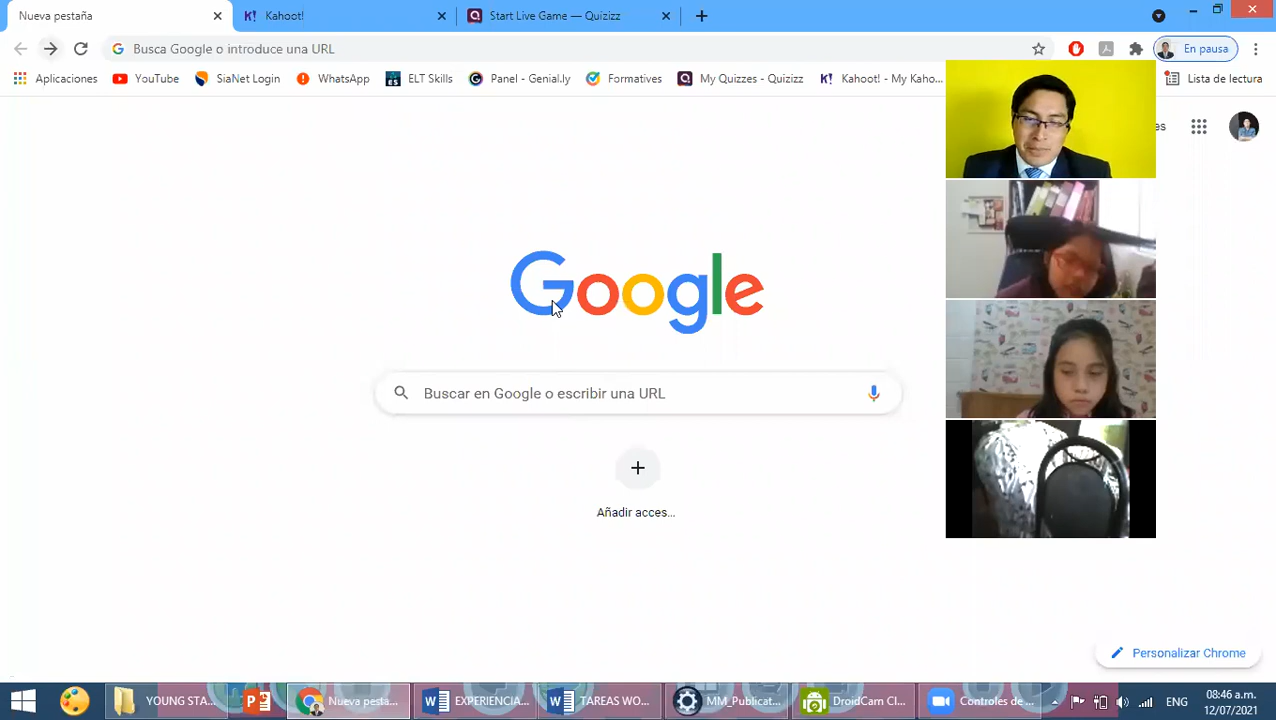 Nueva pestaña
Kahoot!
Start Live Game — Quizizz
Busca Google o introduce una URL
En pausa
Aplicaciones
YouTube
SiaNet Login
WhatsApp
ELT Skills
Panel - Genial.ly
Formatives
My Quizzes - Quizizz
Kahoot! - My Kaho...
Lista de lectura
es
Google
Buscar en Google o escribir una URL
Añadir acces...
Personalizar Chrome
YOUNG STA...
Nueva pesta...
EXPERIENCIA...
TAREAS WO...
MM_Publicat...
DroidCam Cl...
Controles de ...
ENG
08:46 a.m.
12/07/2021